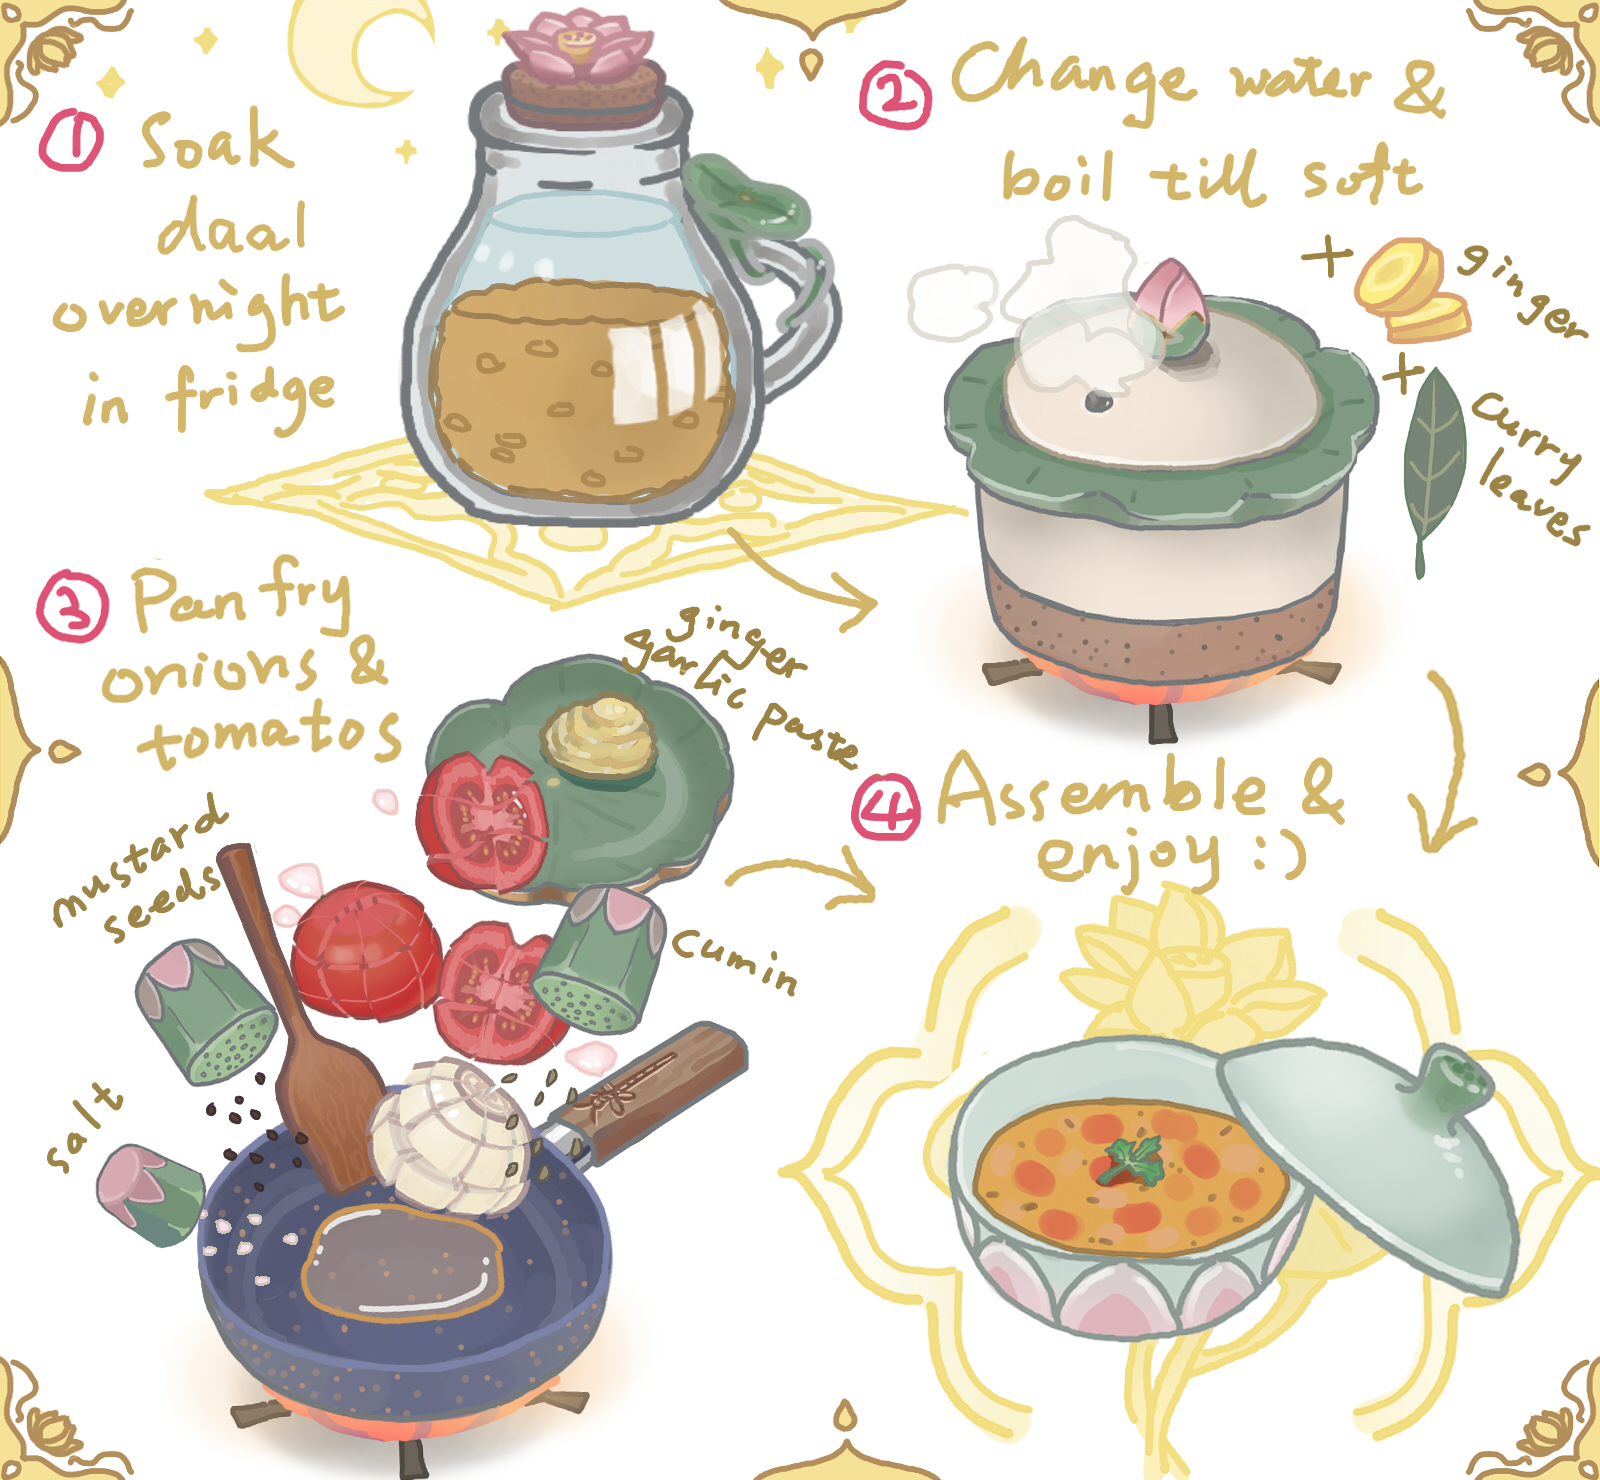 1 Soak
daal
overnight
in fridge
2 Change water &
boil till soft
+ ginger
+ curry
leaves
3 Pan fry
onions &
tomatos
ginger
garlic paste
mustard
seeds
cumin
salt
4 Assemble &
enjoy :)